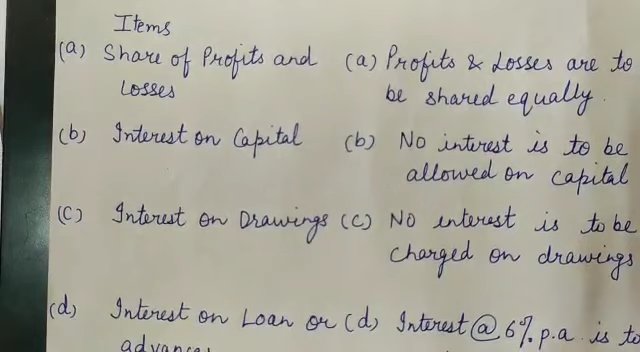 Items
(a) Share of Profits and (a) Profits & Losses are to
Losses be shared equally.
(b) Interest on Capital (b) No interest is to be
allowed on capital
(c) Interest on Drawings (c) No interest is to be
charged on drawings
(d) Interest on Loan or (d) Interest @ 6% p.a. is to